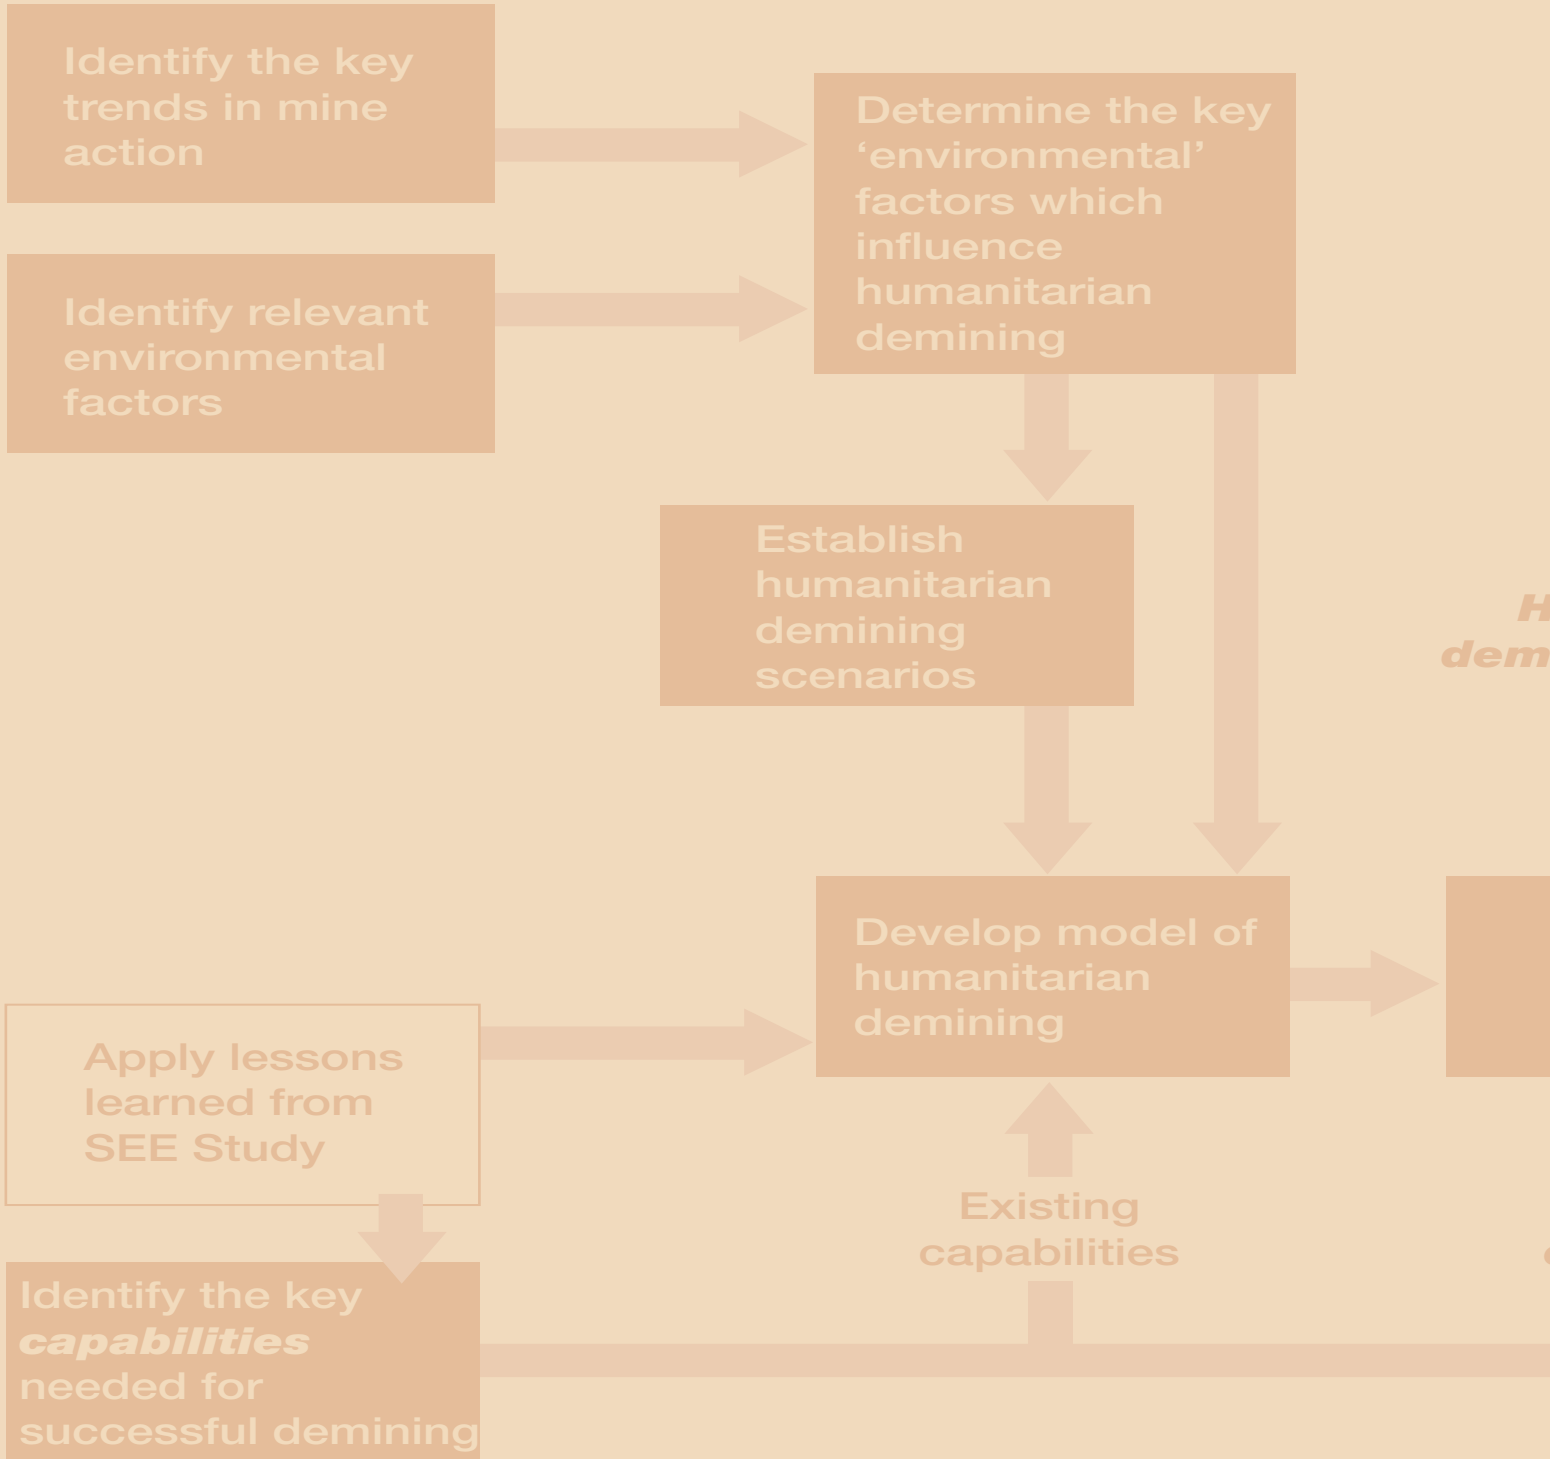 Identify the key
trends in mine
action
Determine the key
‘environmental’
factors which
influence
humanitarian
demining
Identify relevant
environmental
factors
Establish
humanitarian
demining
scenarios
Develop model of
humanitarian
demining
Apply lessons
learned from
SEE Study
Existing
capabilities
Identify the key
capabilities
needed for
successful demining